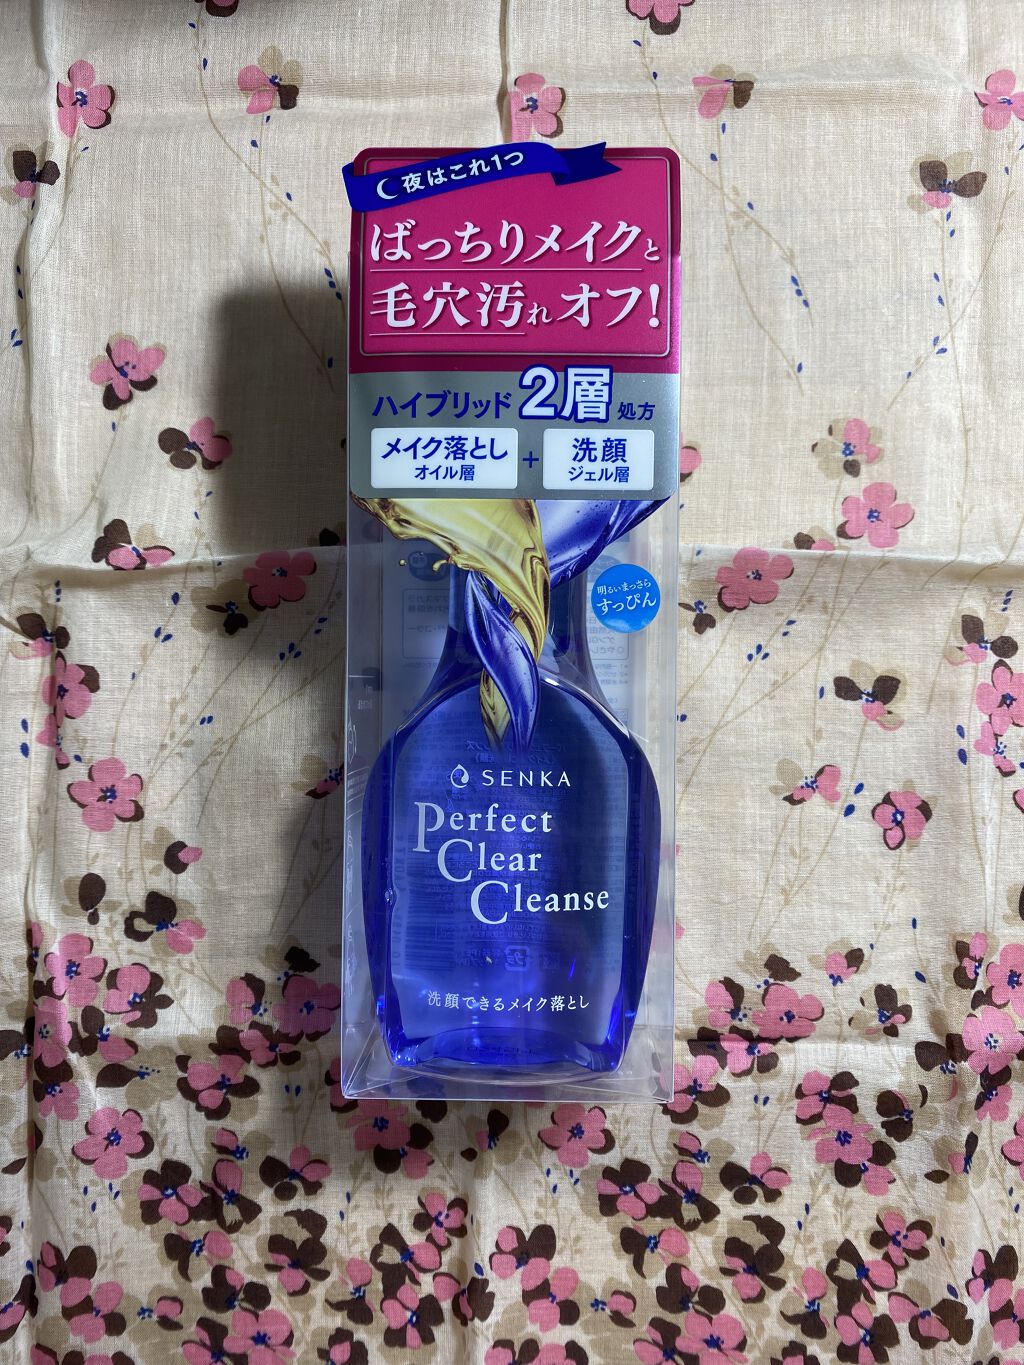 夜はこれ1つ
ばっちりメイクと
毛穴汚れオフ!
ハイブリッド2層処方
メイク落とし
オイル層
+
洗顔
ジェル層
明るいまっさら
すっぴん
SENKA
Perfect
Clear
Cleanse
洗顔できるメイク落とし